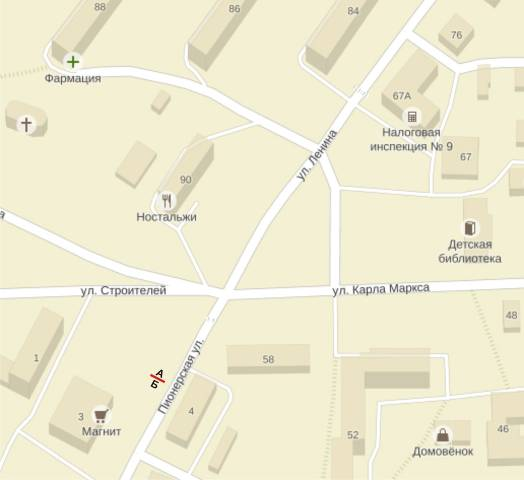 88
86
84
76
Фармация
67А
Налоговая
инспекция № 9
ул. Ленина
67
90
Ностальжи
Детская
библиотека
а
ул. Строителей
ул. Карла Маркса
48
1
58
Пионерская ул.
А
Б
3
Магнит
4
52
Домовёнок
46